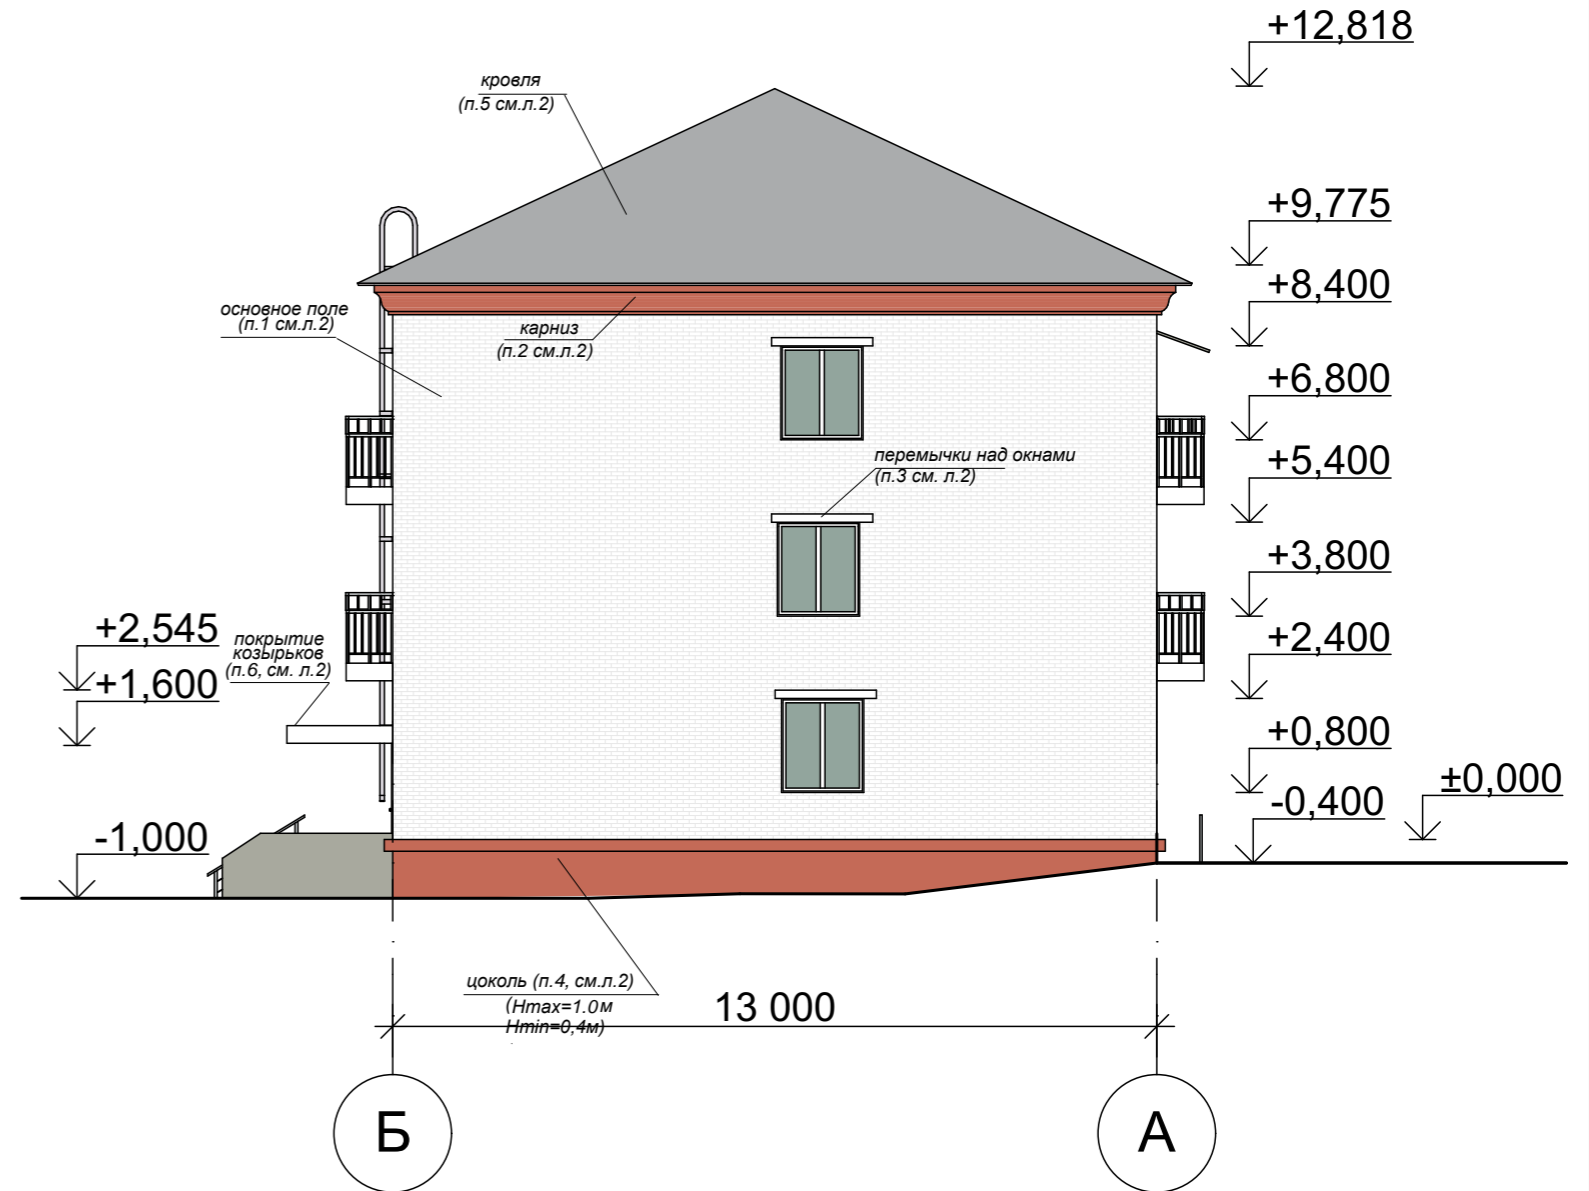 +12,818
кровля
(п.5 см.л.2)
+9,775
+8,400
основное поле
(п.1 см.л.2)
карниз
(п.2 см.л.2)
+6,800
перемычки над окнами
(п.3 см. л.2)
+5,400
+3,800
+2,545
покрытие
козырьков
(п.6, см. л.2)
+2,400
+1,600
+0,800
±0,000
-0,400
-1,000
цоколь (п.4, см.л.2)
(Hmax=1.0м
Hmin=0,4м)
13 000
Б
А